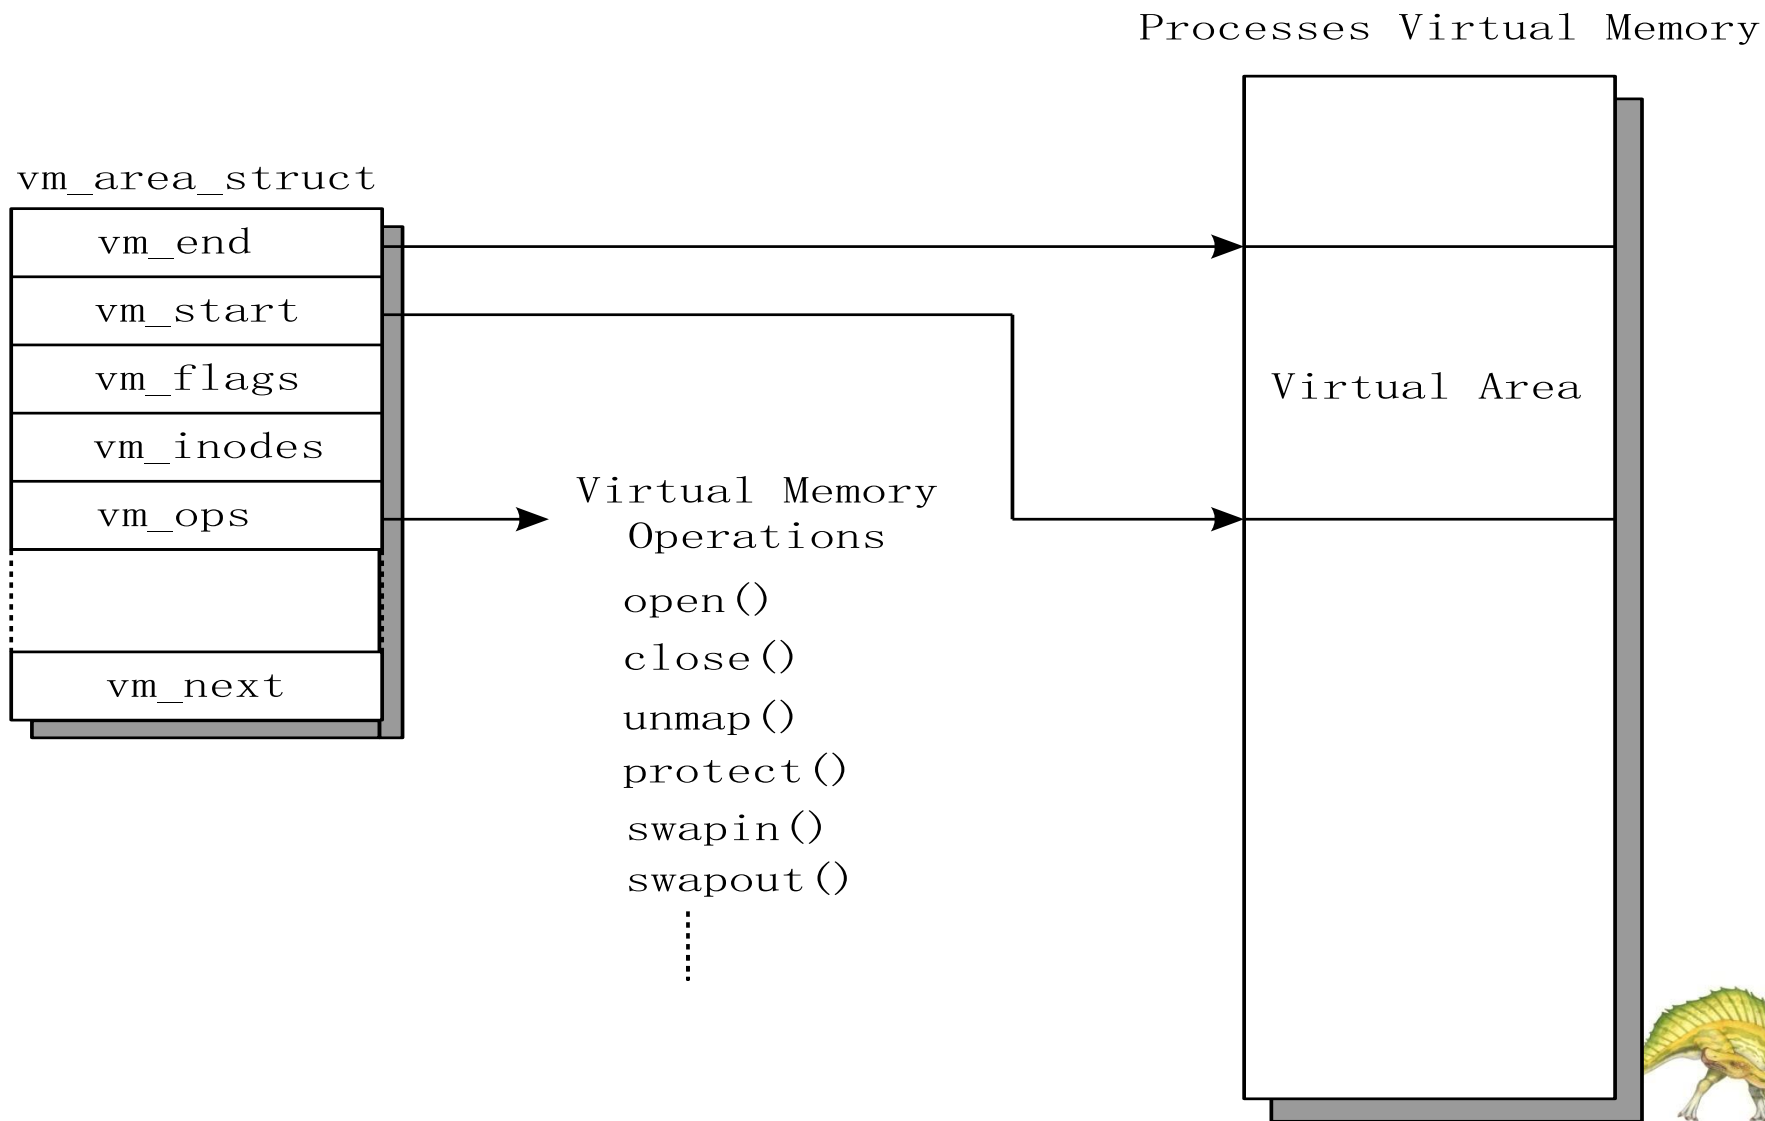 Processes Virtual Memory
vm_area_struct
vm_end
vm_start
vm_flags
vm_inodes
vm_ops
vm_next
Virtual Memory
Operations
open()
close()
unmap()
protect()
swapin()
swapout()
Virtual Area